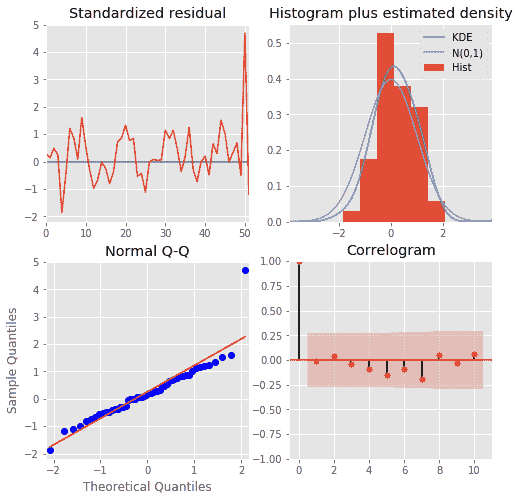 Standardized residual
5
4
3
2
1
0
−1
−2
0 10 20 30 40 50
Histogram plus estimated density
KDE
N(0,1)
Hist
0.5
0.4
0.3
0.2
0.1
0.0
−2 0 2
Normal Q-Q
Sample Quantiles
5
4
3
2
1
0
−1
−2
−2 −1 0 1 2
Theoretical Quantiles
Correlogram
1.00
0.75
0.50
0.25
0.00
−0.25
−0.50
−0.75
−1.00
0 2 4 6 8 10